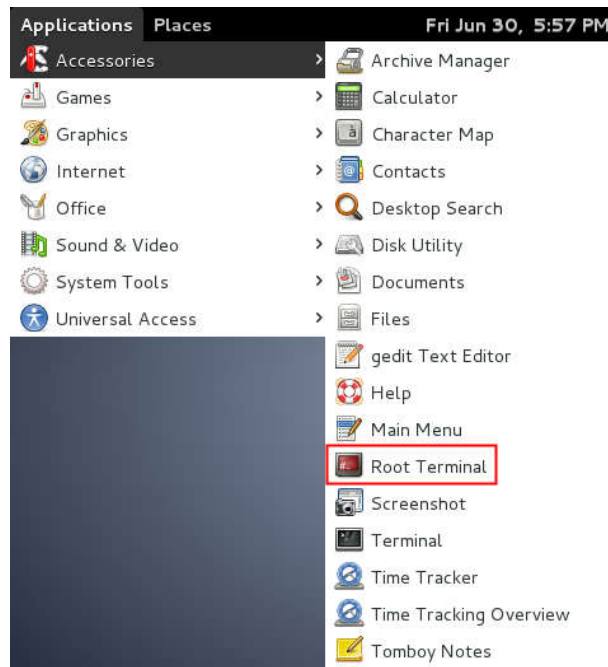 Applications Places Fri Jun 30, 5:57 PM
Accessories
Games
Graphics
Internet
Office
Sound & Video
System Tools
Universal Access
Archive Manager
Calculator
Character Map
Contacts
Desktop Search
Disk Utility
Documents
Files
gedit Text Editor
Help
Main Menu
Root Terminal
Screenshot
Terminal
Time Tracker
Time Tracking Overview
Tomboy Notes